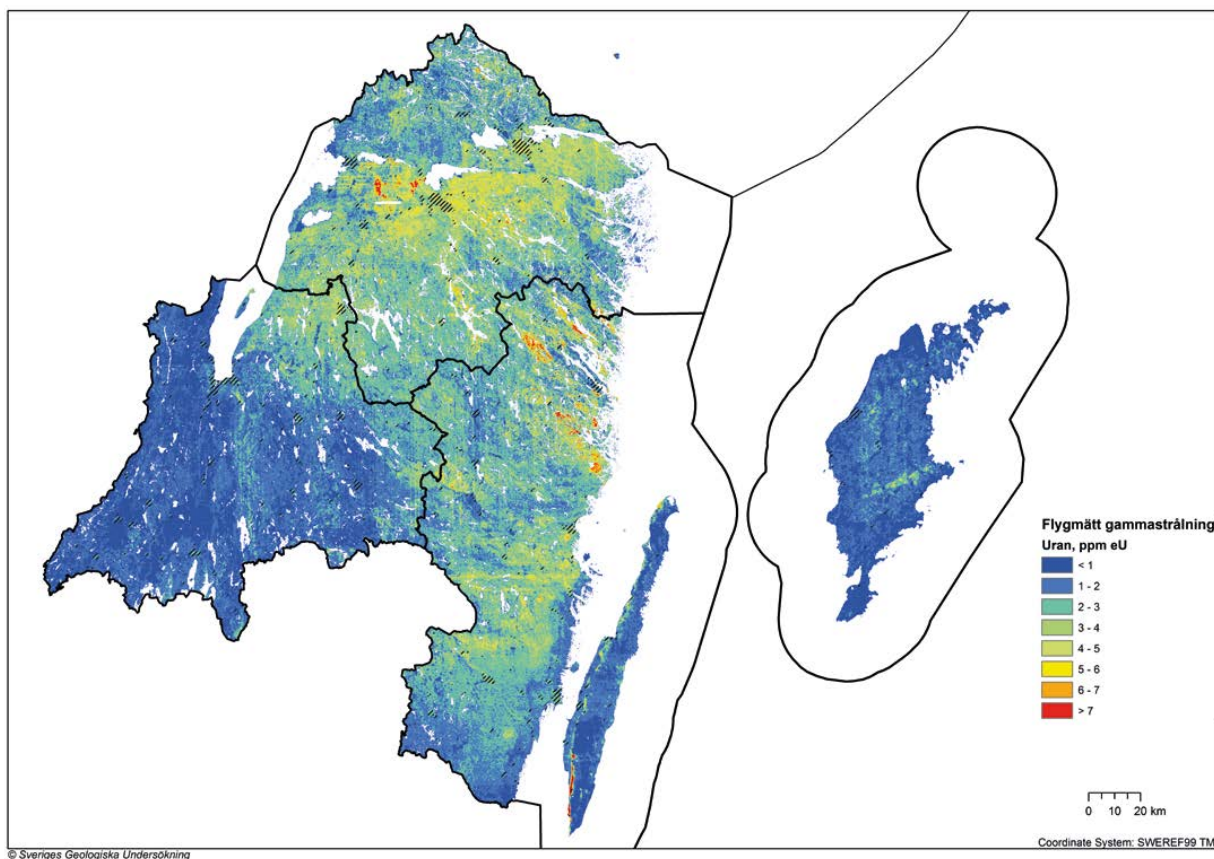 Flygmätt gammastrålning
Uran, ppm eU
< 1
1 - 2
2 - 3
3 - 4
4 - 5
5 - 6
6 - 7
> 7
0 10 20 km
Coordinate System: SWEREF99 TM
© Sveriges Geologiska Undersökning